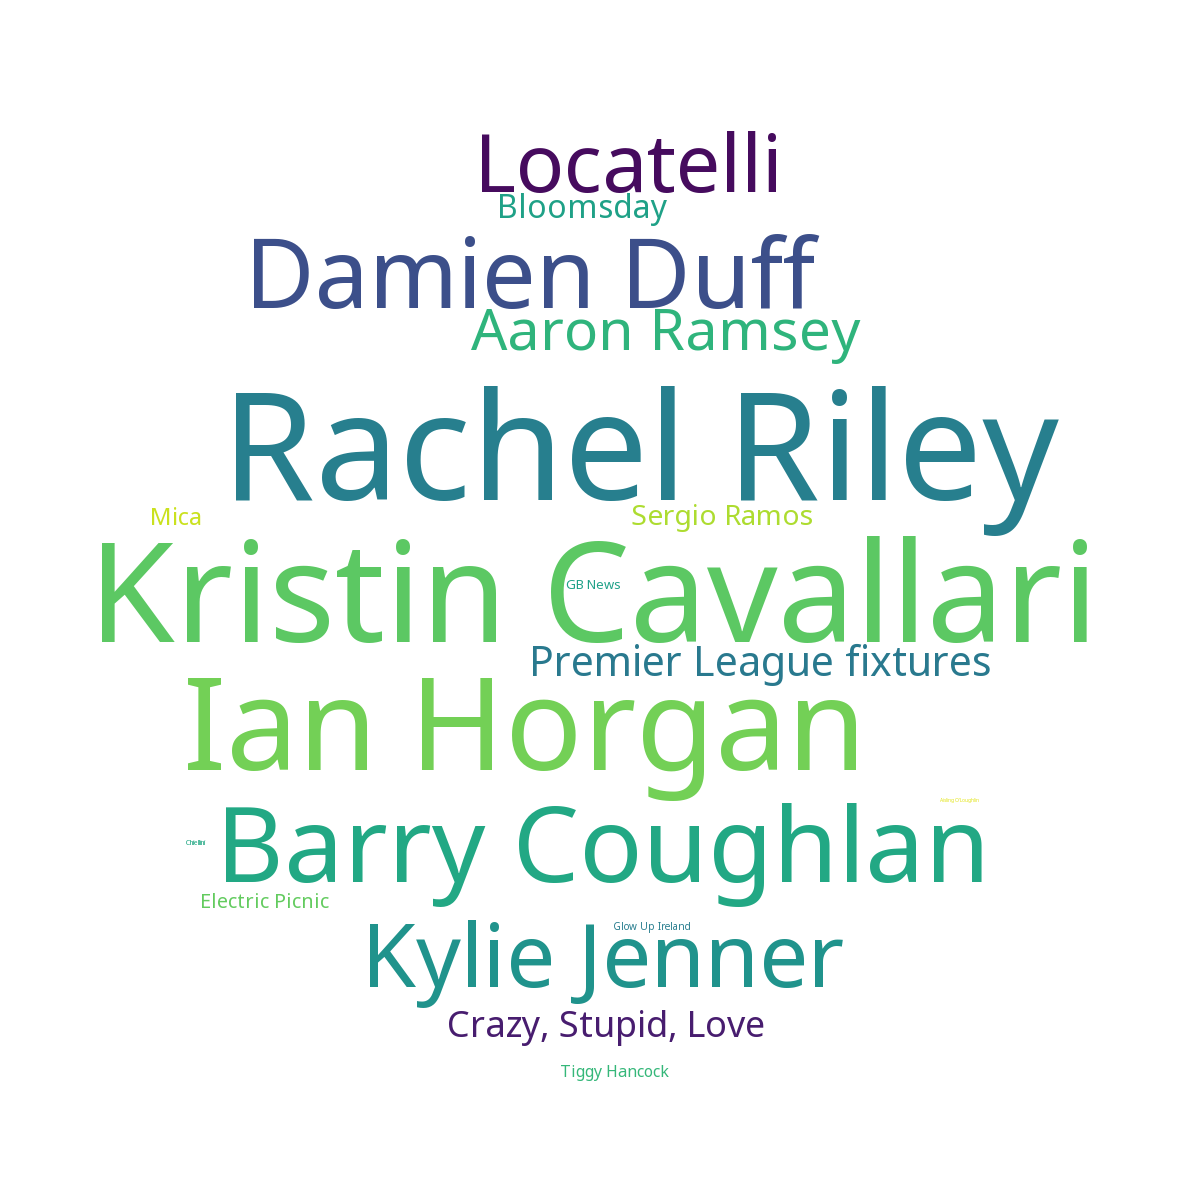 Locatelli
Bloomsday
Damien Duff
Aaron Ramsey
Rachel Riley
Mica
Sergio Ramos
Kristin Cavallari
GB News
Premier League fixtures
Ian Horgan
Barry Coughlan
Chiellini
Electric Picnic
Glow Up Ireland
Kylie Jenner
Crazy, Stupid, Love
Tiggy Hancock